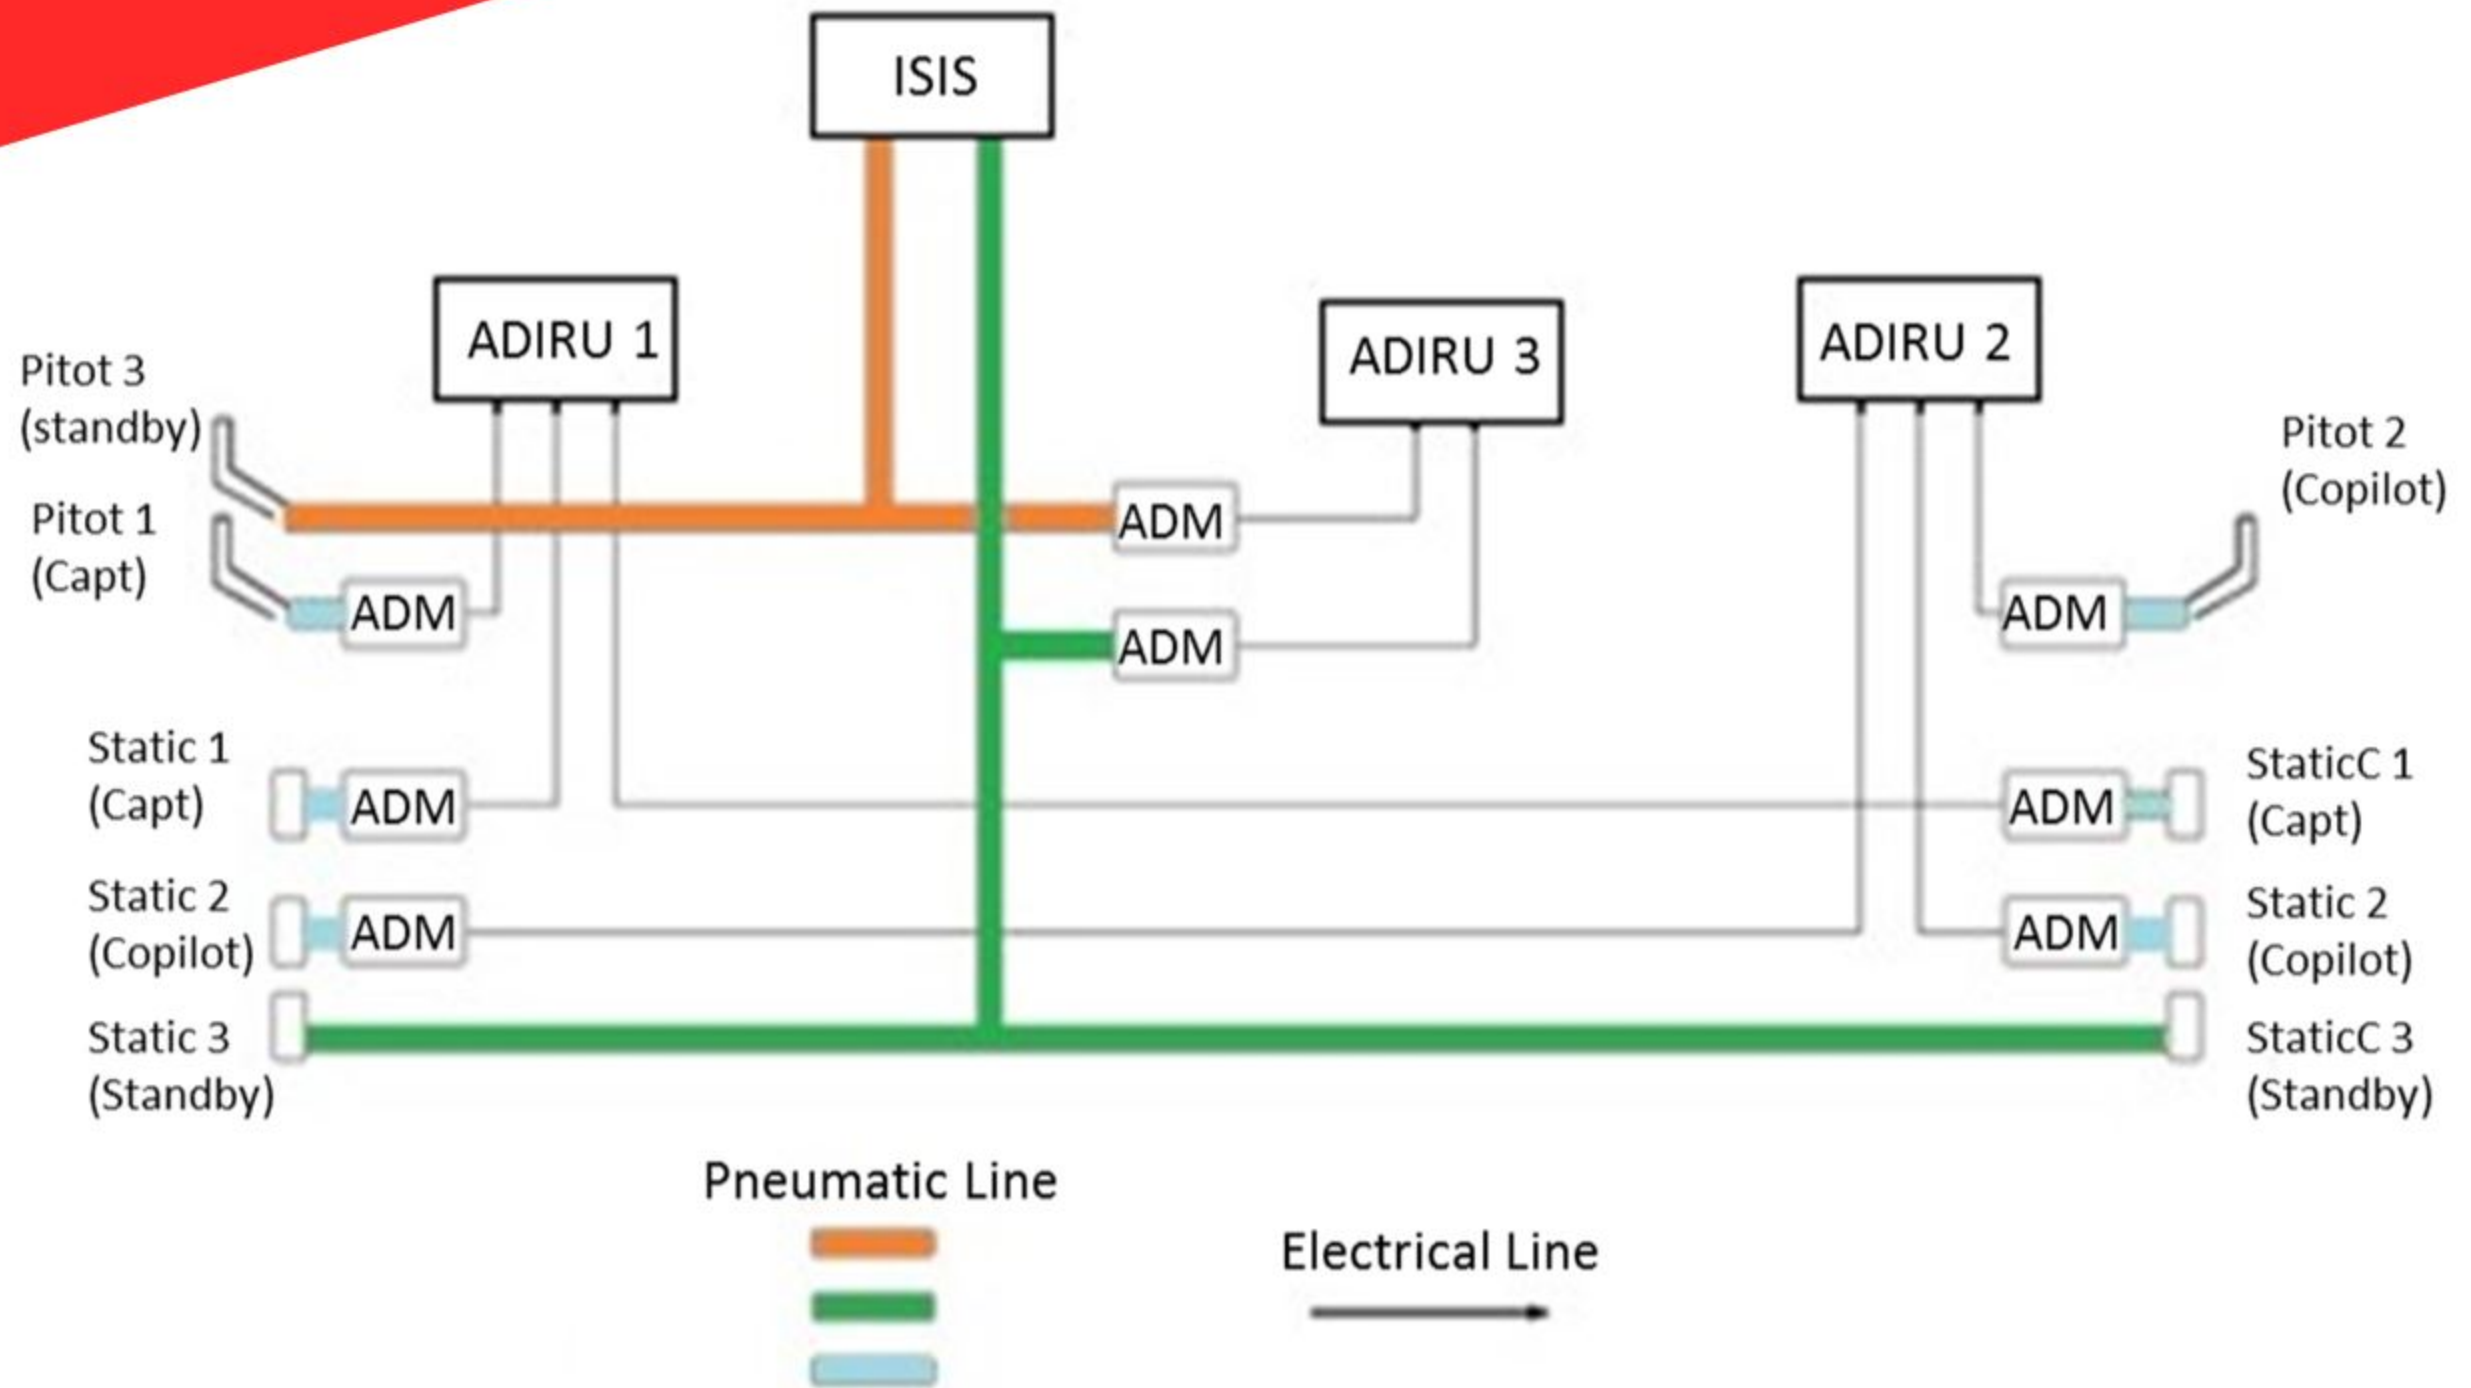 ISIS
ADIRU 1
ADIRU 3
ADIRU 2
Pitot 3
(standby)
Pitot 1
(Capt)
Pitot 2
(Copilot)
ADM
ADM
ADM
ADM
Static 1
(Capt)
ADM
ADM
StaticC 1
(Capt)
Static 2
(Copilot)
ADM
ADM
Static 2
(Copilot)
Static 3
(Standby)
StaticC 3
(Standby)
Pneumatic Line
Electrical Line